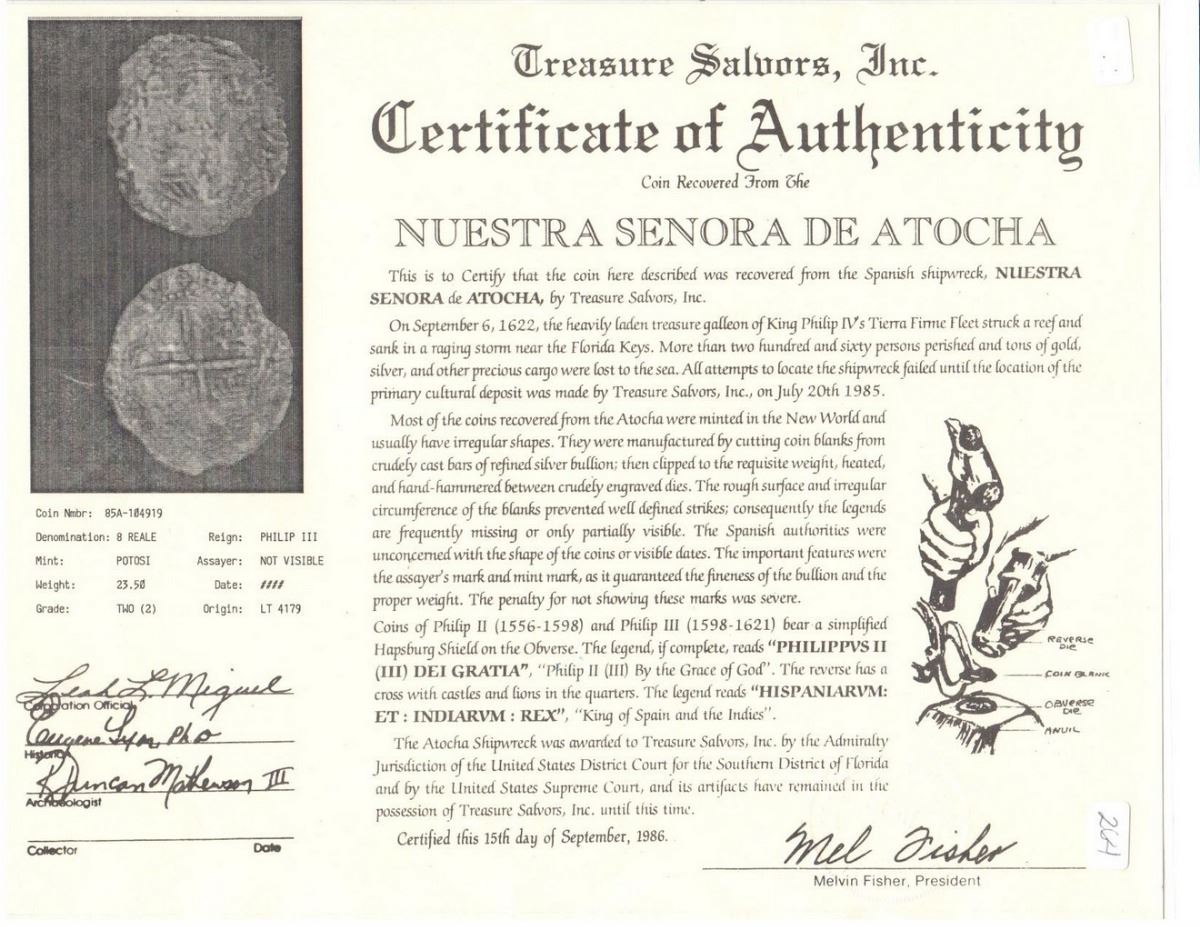 Treasure Salvors, Inc.
Certificate of Authenticity
Coin Recovered From The
NUESTRA SENORA DE ATOCHA
This is to Certify that the coin here described was recovered from the Spanish shipwreck, NUESTRA
SENORA de ATOCHA, by Treasure Salvors, Inc.
On September 6, 1622, the heavily laden treasure galleon of King Philip IV's Tierra Firme Fleet struck a reef and
sank in a raging storm near the Florida Keys. More than two hundred and sixty persons perished and tons of gold,
silver, and other precious cargo were lost to the sea. All attempts to locate the shipwreck failed until the location of the
primary cultural deposit was made by Treasure Salvors, Inc., on July 20th 1985.
Most of the coins recovered from the Atocha were minted in the New World and
usually have irregular shapes. They were manufactured by cutting coin blanks from
crudely cast bars of refined silver bullion; then clipped to the requisite weight, heated,
and hand-hammered between crudely engraved dies. The rough surface and irregular
circumference of the blanks prevented well defined strikes; consequently the legends
are frequently missing or only partially visible. The Spanish authorities were
unconcerned with the shape of the coins or visible dates. The important features were
the assayer's mark and mint mark, as it guaranteed the fineness of the bullion and the
proper weight. The penalty for not showing these marks was severe.
Coins of Philip II (1556-1598) and Philip III (1598-1621) bear a simplified
Hapsburg Shield on the Obverse. The legend, if complete, reads "PHILIPPVS II
(III) DEI GRATIA", "Philip II (III) By the Grace of God". The reverse has a
cross with castles and lions in the quarters. The legend reads "HISPANIARVM:
ET : INDIARVM : REX", "King of Spain and the Indies".
The Atocha Shipwreck was awarded to Treasure Salvors, Inc. by the Admiralty
Jurisdiction of the United States District Court for the Southern District of Florida
and by the United States Supreme Court, and its artifacts have remained in the
possession of Treasure Salvors, Inc. until this time.
Certified this 15th day of September, 1986.
Mel Fisher
Melvin Fisher, President
REVERSE
DIE
COIN BLANK
OBVERSE
DIE
ANVIL
Coin Nmbr: 85A-104919
Denomination: 8 REALE Reign: PHILIP III
Mint: POTOSI Assayer: NOT VISIBLE
Weight: 23.50 Date: ####
Grade: TWO (2) Origin: LT 4179
Leah L. Miguel
Corporation Official
Eugene Lyon, PhD
Historian
R Duncan Mathewson III
Archaeologist
Collector Date